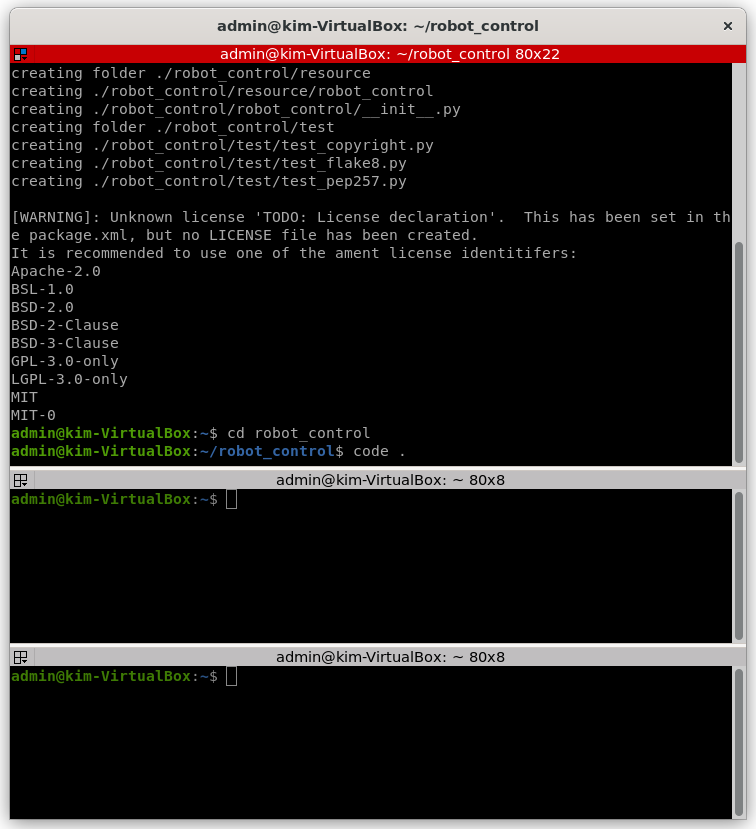 admin@kim-VirtualBox: ~/robot_control
admin@kim-VirtualBox: ~/robot_control 80x22
creating folder ./robot_control/resource
creating ./robot_control/resource/robot_control
creating ./robot_control/robot_control/__init__.py
creating folder ./robot_control/test
creating ./robot_control/test/test_copyright.py
creating ./robot_control/test/test_flake8.py
creating ./robot_control/test/test_pep257.py
[WARNING]: Unknown license 'TODO: License declaration'.  This has been set in th
e package.xml, but no LICENSE file has been created.
It is recommended to use one of the ament license identitifers:
Apache-2.0
BSL-1.0
BSD-2.0
BSD-2-Clause
BSD-3-Clause
GPL-3.0-only
LGPL-3.0-only
MIT
MIT-0
admin@kim-VirtualBox:~$ cd robot_control
admin@kim-VirtualBox:~/robot_control$ code .
admin@kim-VirtualBox: ~ 80x8
admin@kim-VirtualBox:~$
admin@kim-VirtualBox: ~ 80x8
admin@kim-VirtualBox:~$